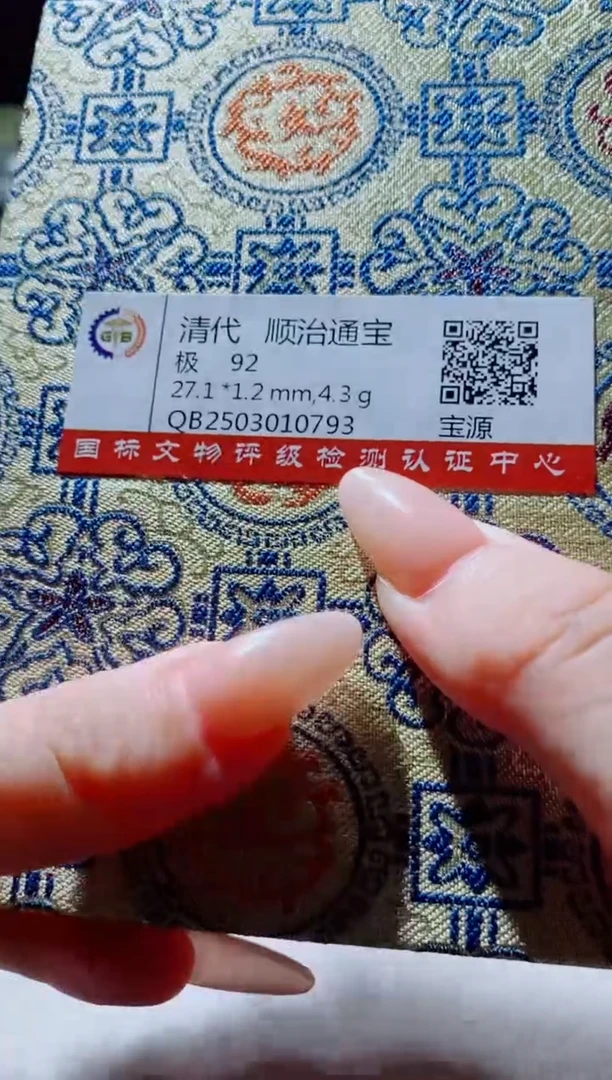 GTB
清代 顺治通宝
极 92
27.1*1.2 mm,4.3 g
QB2503010793
宝源
国标文物评级检测认证中心